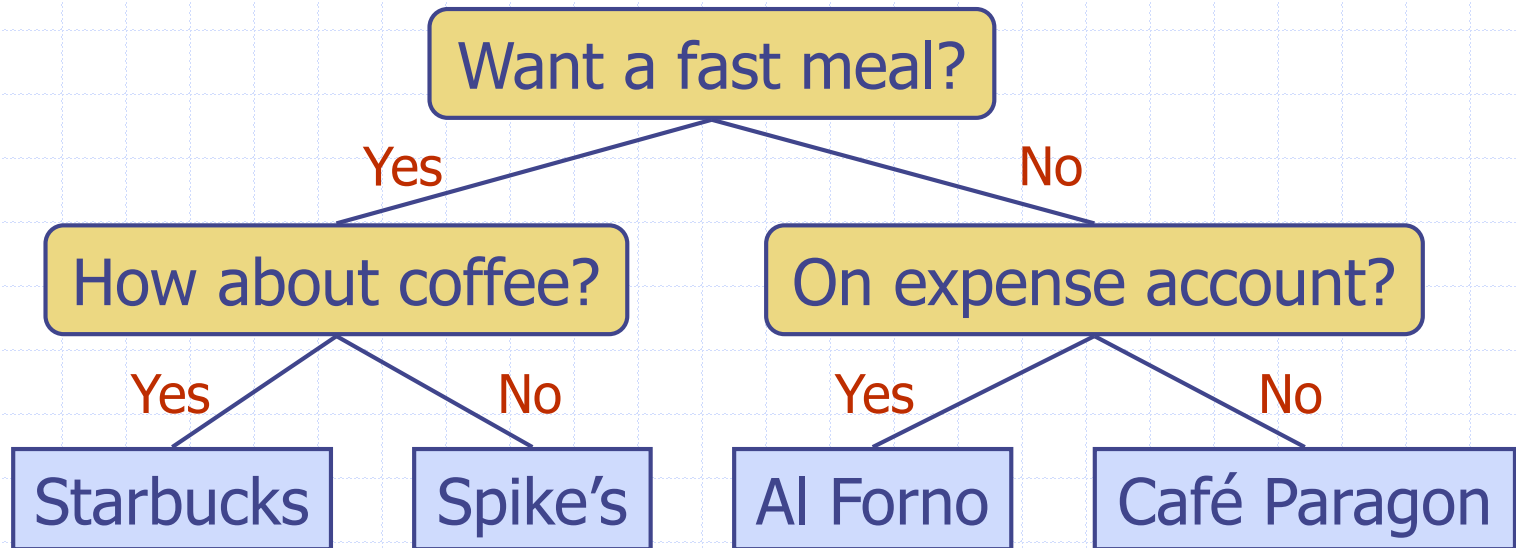 Want a fast meal?
Yes
No
How about coffee?
On expense account?
Yes
No
Yes
No
Starbucks
Spike’s
Al Forno
Café Paragon